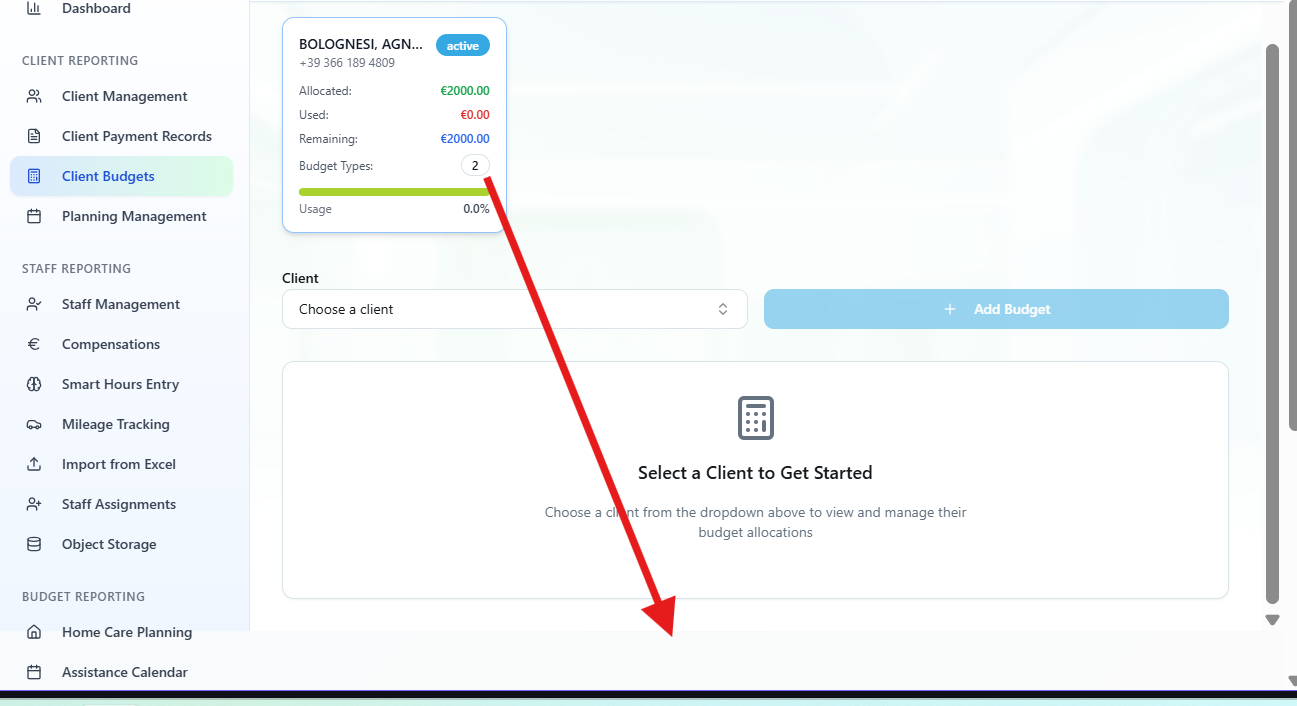 Dashboard
CLIENT REPORTING
Client Management
Client Payment Records
Client Budgets
Planning Management
STAFF REPORTING
Staff Management
Compensations
Smart Hours Entry
Mileage Tracking
Import from Excel
Staff Assignments
Object Storage
BUDGET REPORTING
Home Care Planning
Assistance Calendar
BOLOGNESI, AGN... active
+39 366 189 4809
Allocated: €2000.00
Used: €0.00
Remaining: €2000.00
Budget Types: 2
Usage 0.0%
Client
Choose a client
+ Add Budget
Select a Client to Get Started
Choose a client from the dropdown above to view and manage their
budget allocations